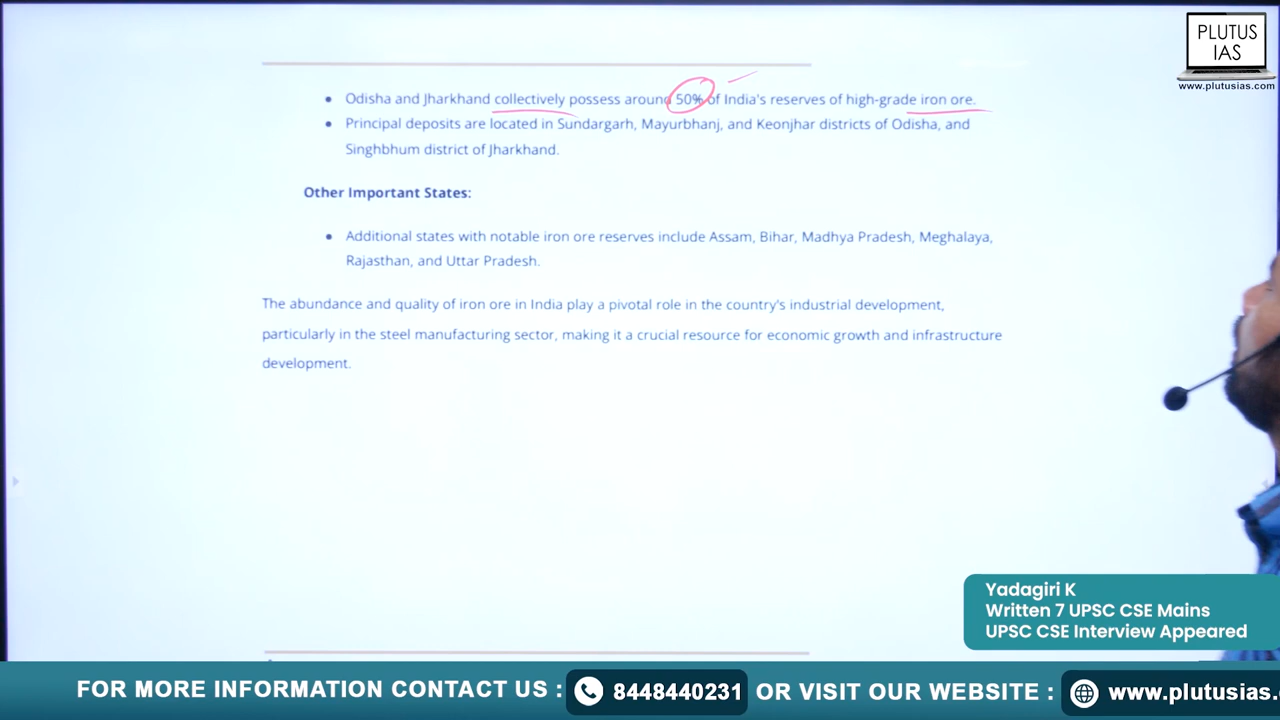 PLUTUS
IAS
www.plutusias.com
• Odisha and Jharkhand collectively possess around 50% of India's reserves of high-grade iron ore.
• Principal deposits are located in Sundargarh, Mayurbhanj, and Keonjhar districts of Odisha, and
Singhbhum district of Jharkhand.
Other Important States:
• Additional states with notable iron ore reserves include Assam, Bihar, Madhya Pradesh, Meghalaya,
Rajasthan, and Uttar Pradesh.
The abundance and quality of iron ore in India play a pivotal role in the country's industrial development,
particularly in the steel manufacturing sector, making it a crucial resource for economic growth and infrastructure
development.
Yadagiri K
Written 7 UPSC CSE Mains
UPSC CSE Interview Appeared
FOR MORE INFORMATION CONTACT US : 8448440231 OR VISIT OUR WEBSITE : www.plutusias.